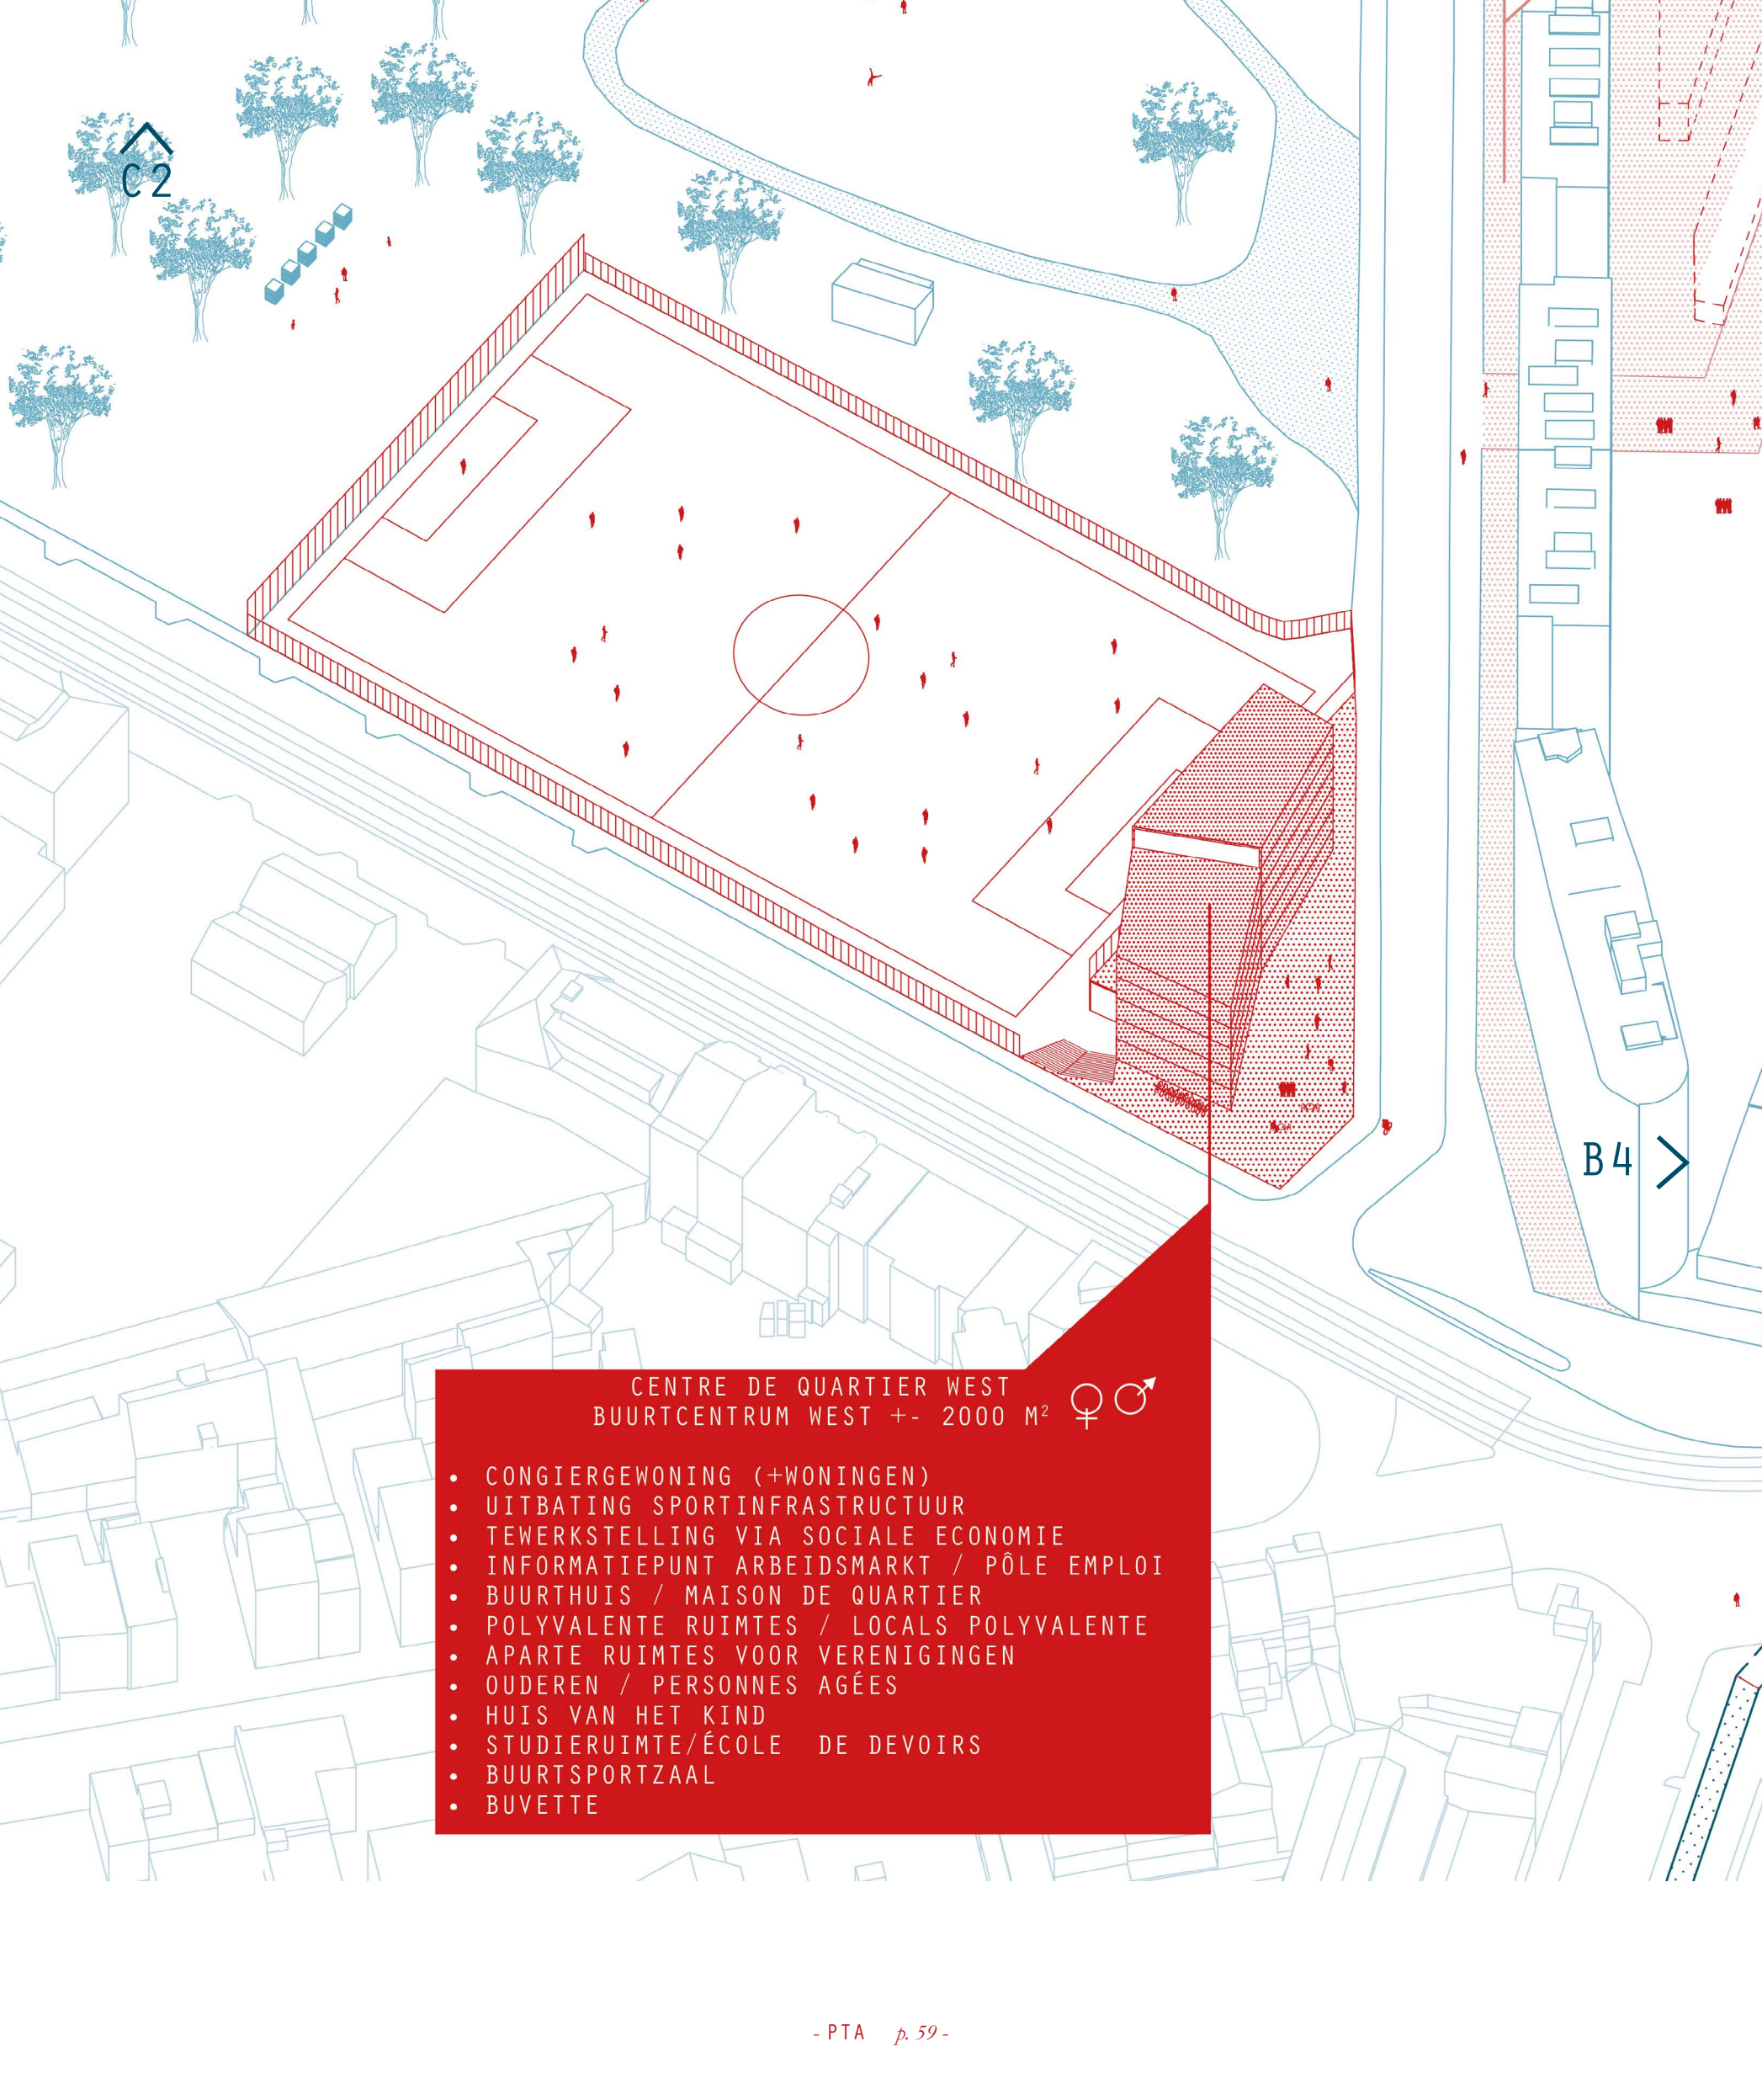 C2
B4
CENTRE DE QUARTIER WEST
BUURTCENTRUM WEST +- 2000 M² ♀♂
• CONGIERGEWONING (+WONINGEN)
• UITBATING SPORTINFRASTRUCTUUR
• TEWERKSTELLING VIA SOCIALE ECONOMIE
• INFORMATIEPUNT ARBEIDSMARKT / PÔLE EMPLOI
• BUURTHUIS / MAISON DE QUARTIER
• POLYVALENTE RUIMTES / LOCALS POLYVALENTE
• APARTE RUIMTES VOOR VERENIGINGEN
• OUDEREN / PERSONNES AGÉES
• HUIS VAN HET KIND
• STUDIERUIMTE/ÉCOLE  DE DEVOIRS
• BUURTSPORTZAAL
• BUVETTE
- PTA p. 59 -